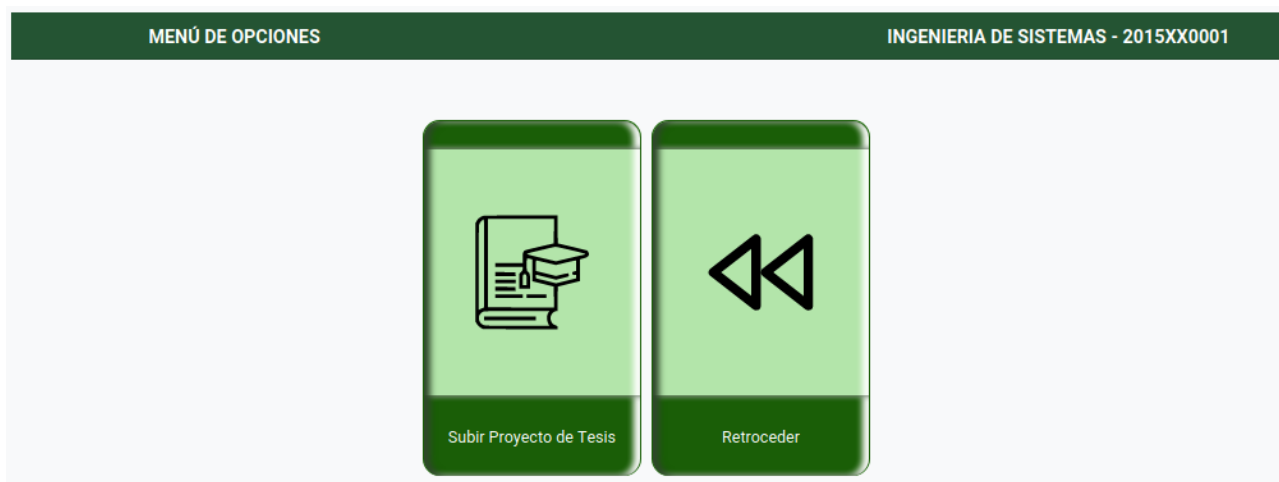 MENÚ DE OPCIONES
INGENIERIA DE SISTEMAS - 2015XX0001
Subir Proyecto de Tesis
Retroceder